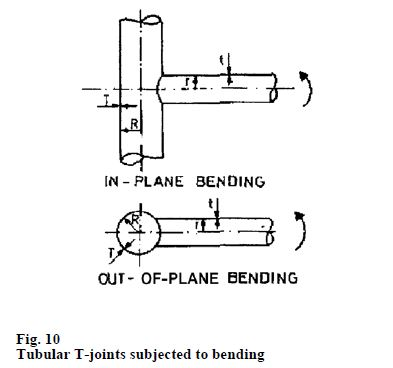 t
r
T
R
IN-PLANE BENDING
t
R
r
T
OUT-OF-PLANE BENDING
Fig. 10
Tubular T-joints subjected to bending